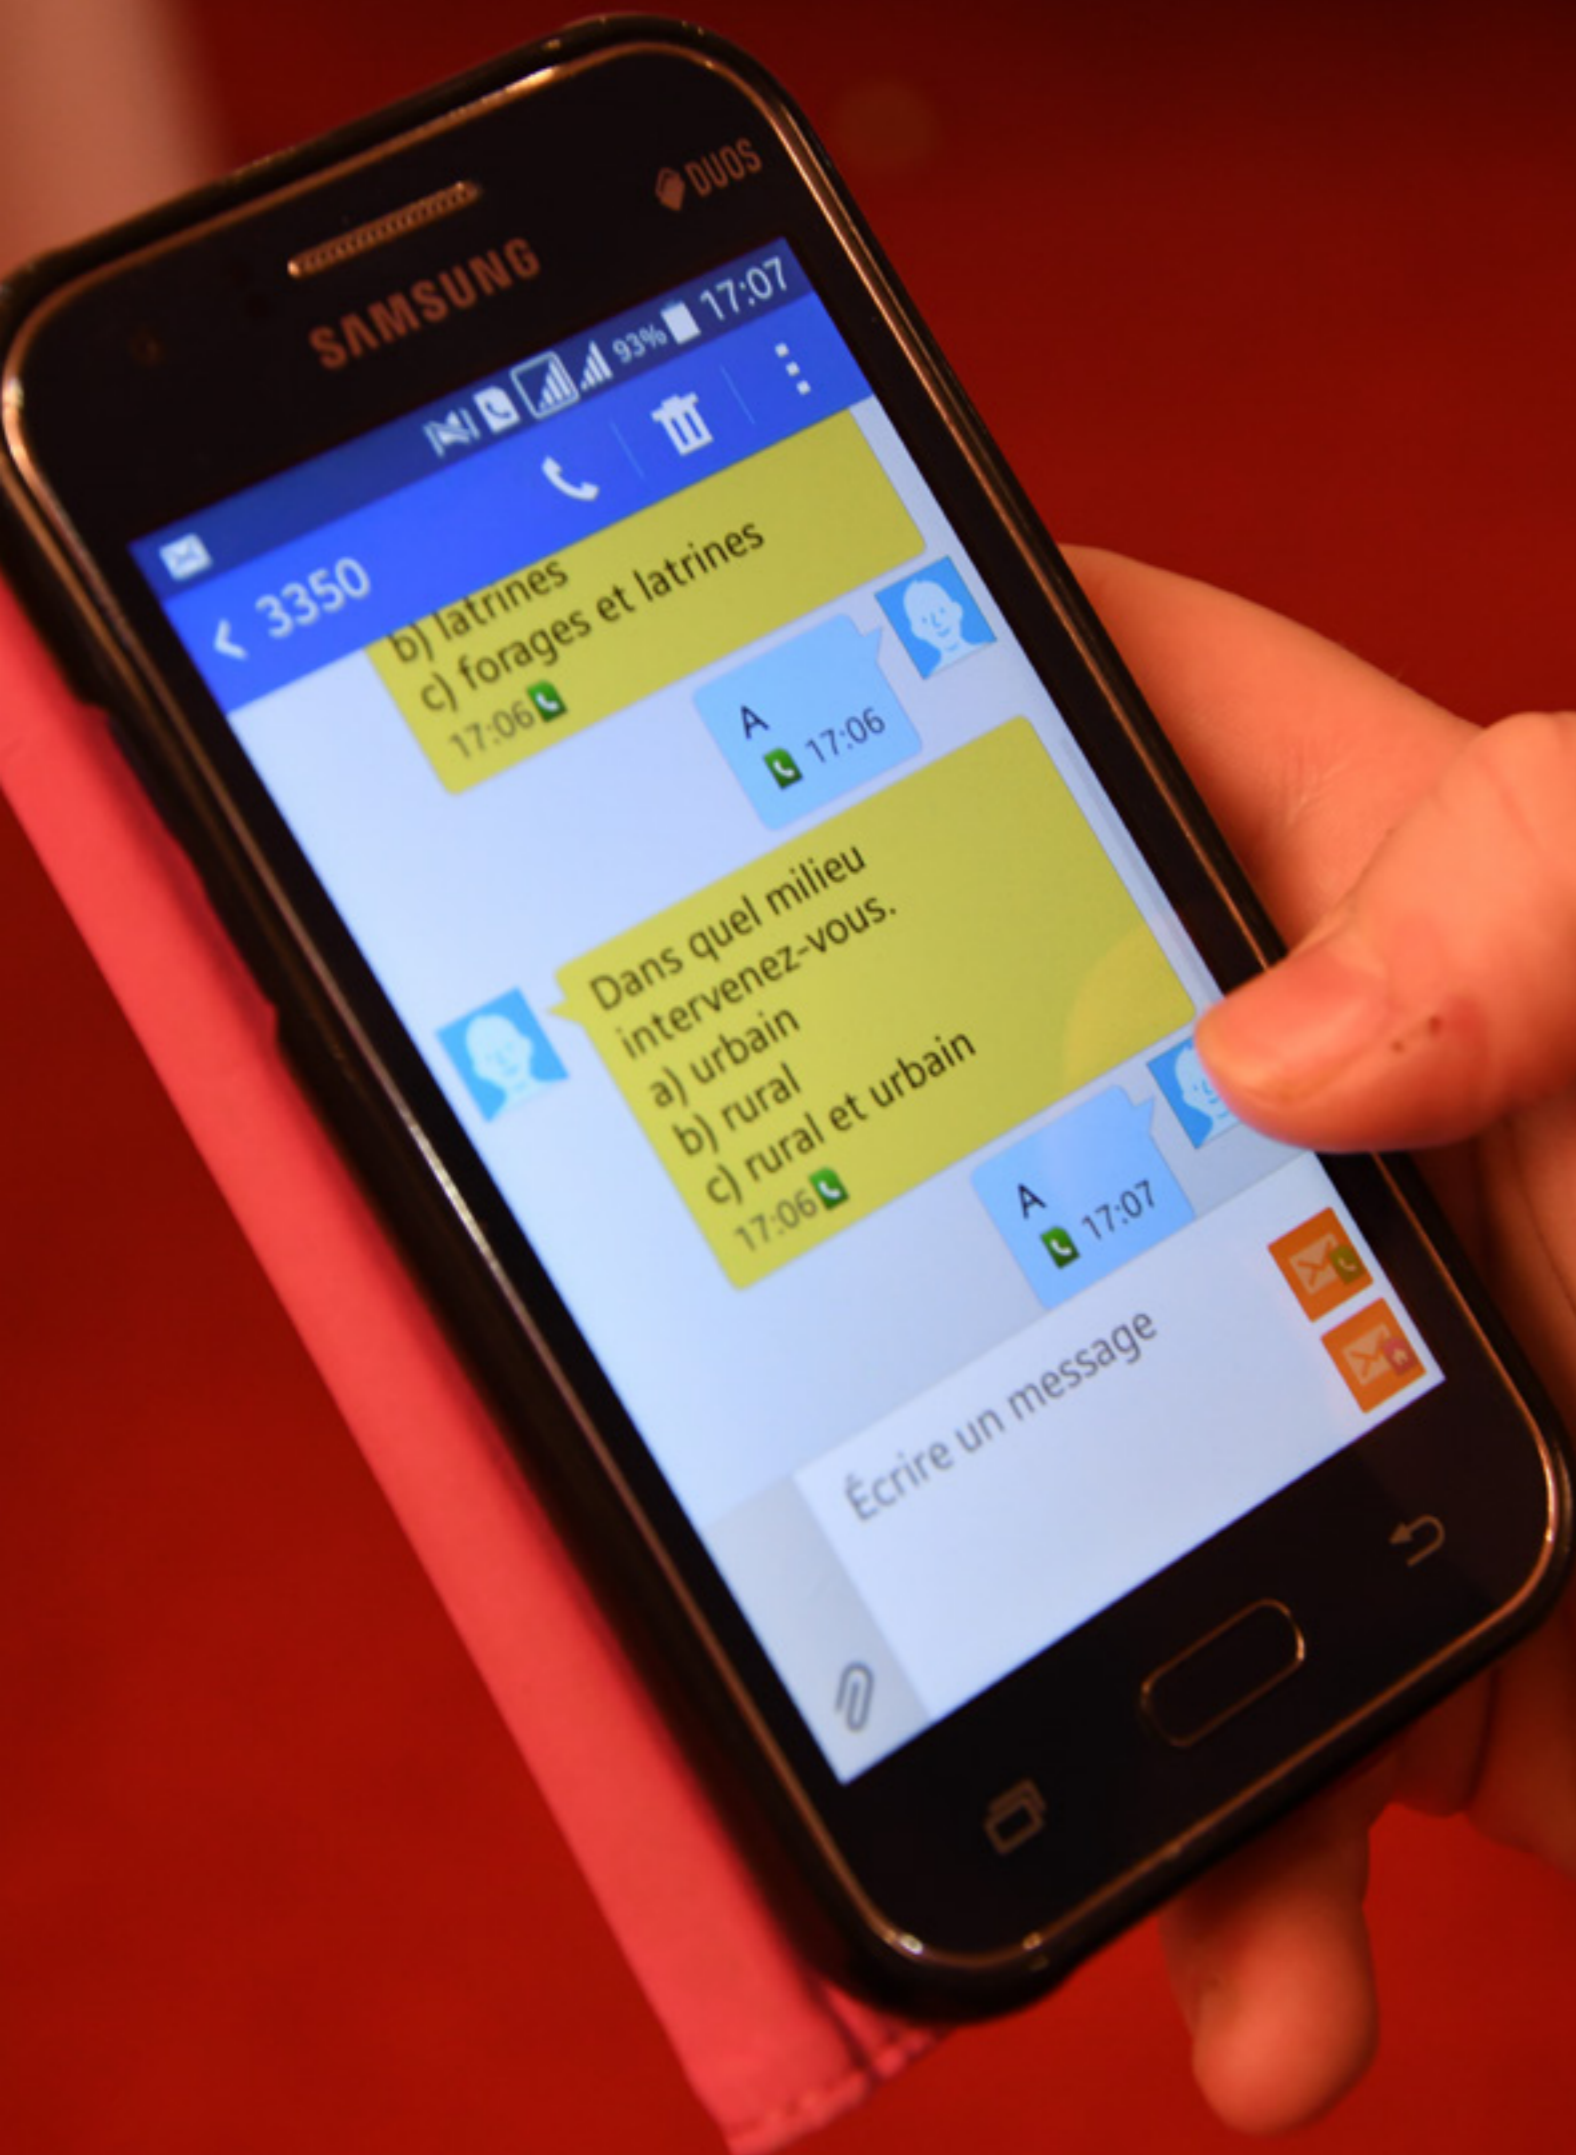 DUOS
SAMSUNG
93% 17:07
3350
b) latrines
c) forages et latrines
17:06
A
17:06
Dans quel milieu
intervenez-vous.
a) urbain
b) rural
c) rural et urbain
17:06
A
17:07
Écrire un message